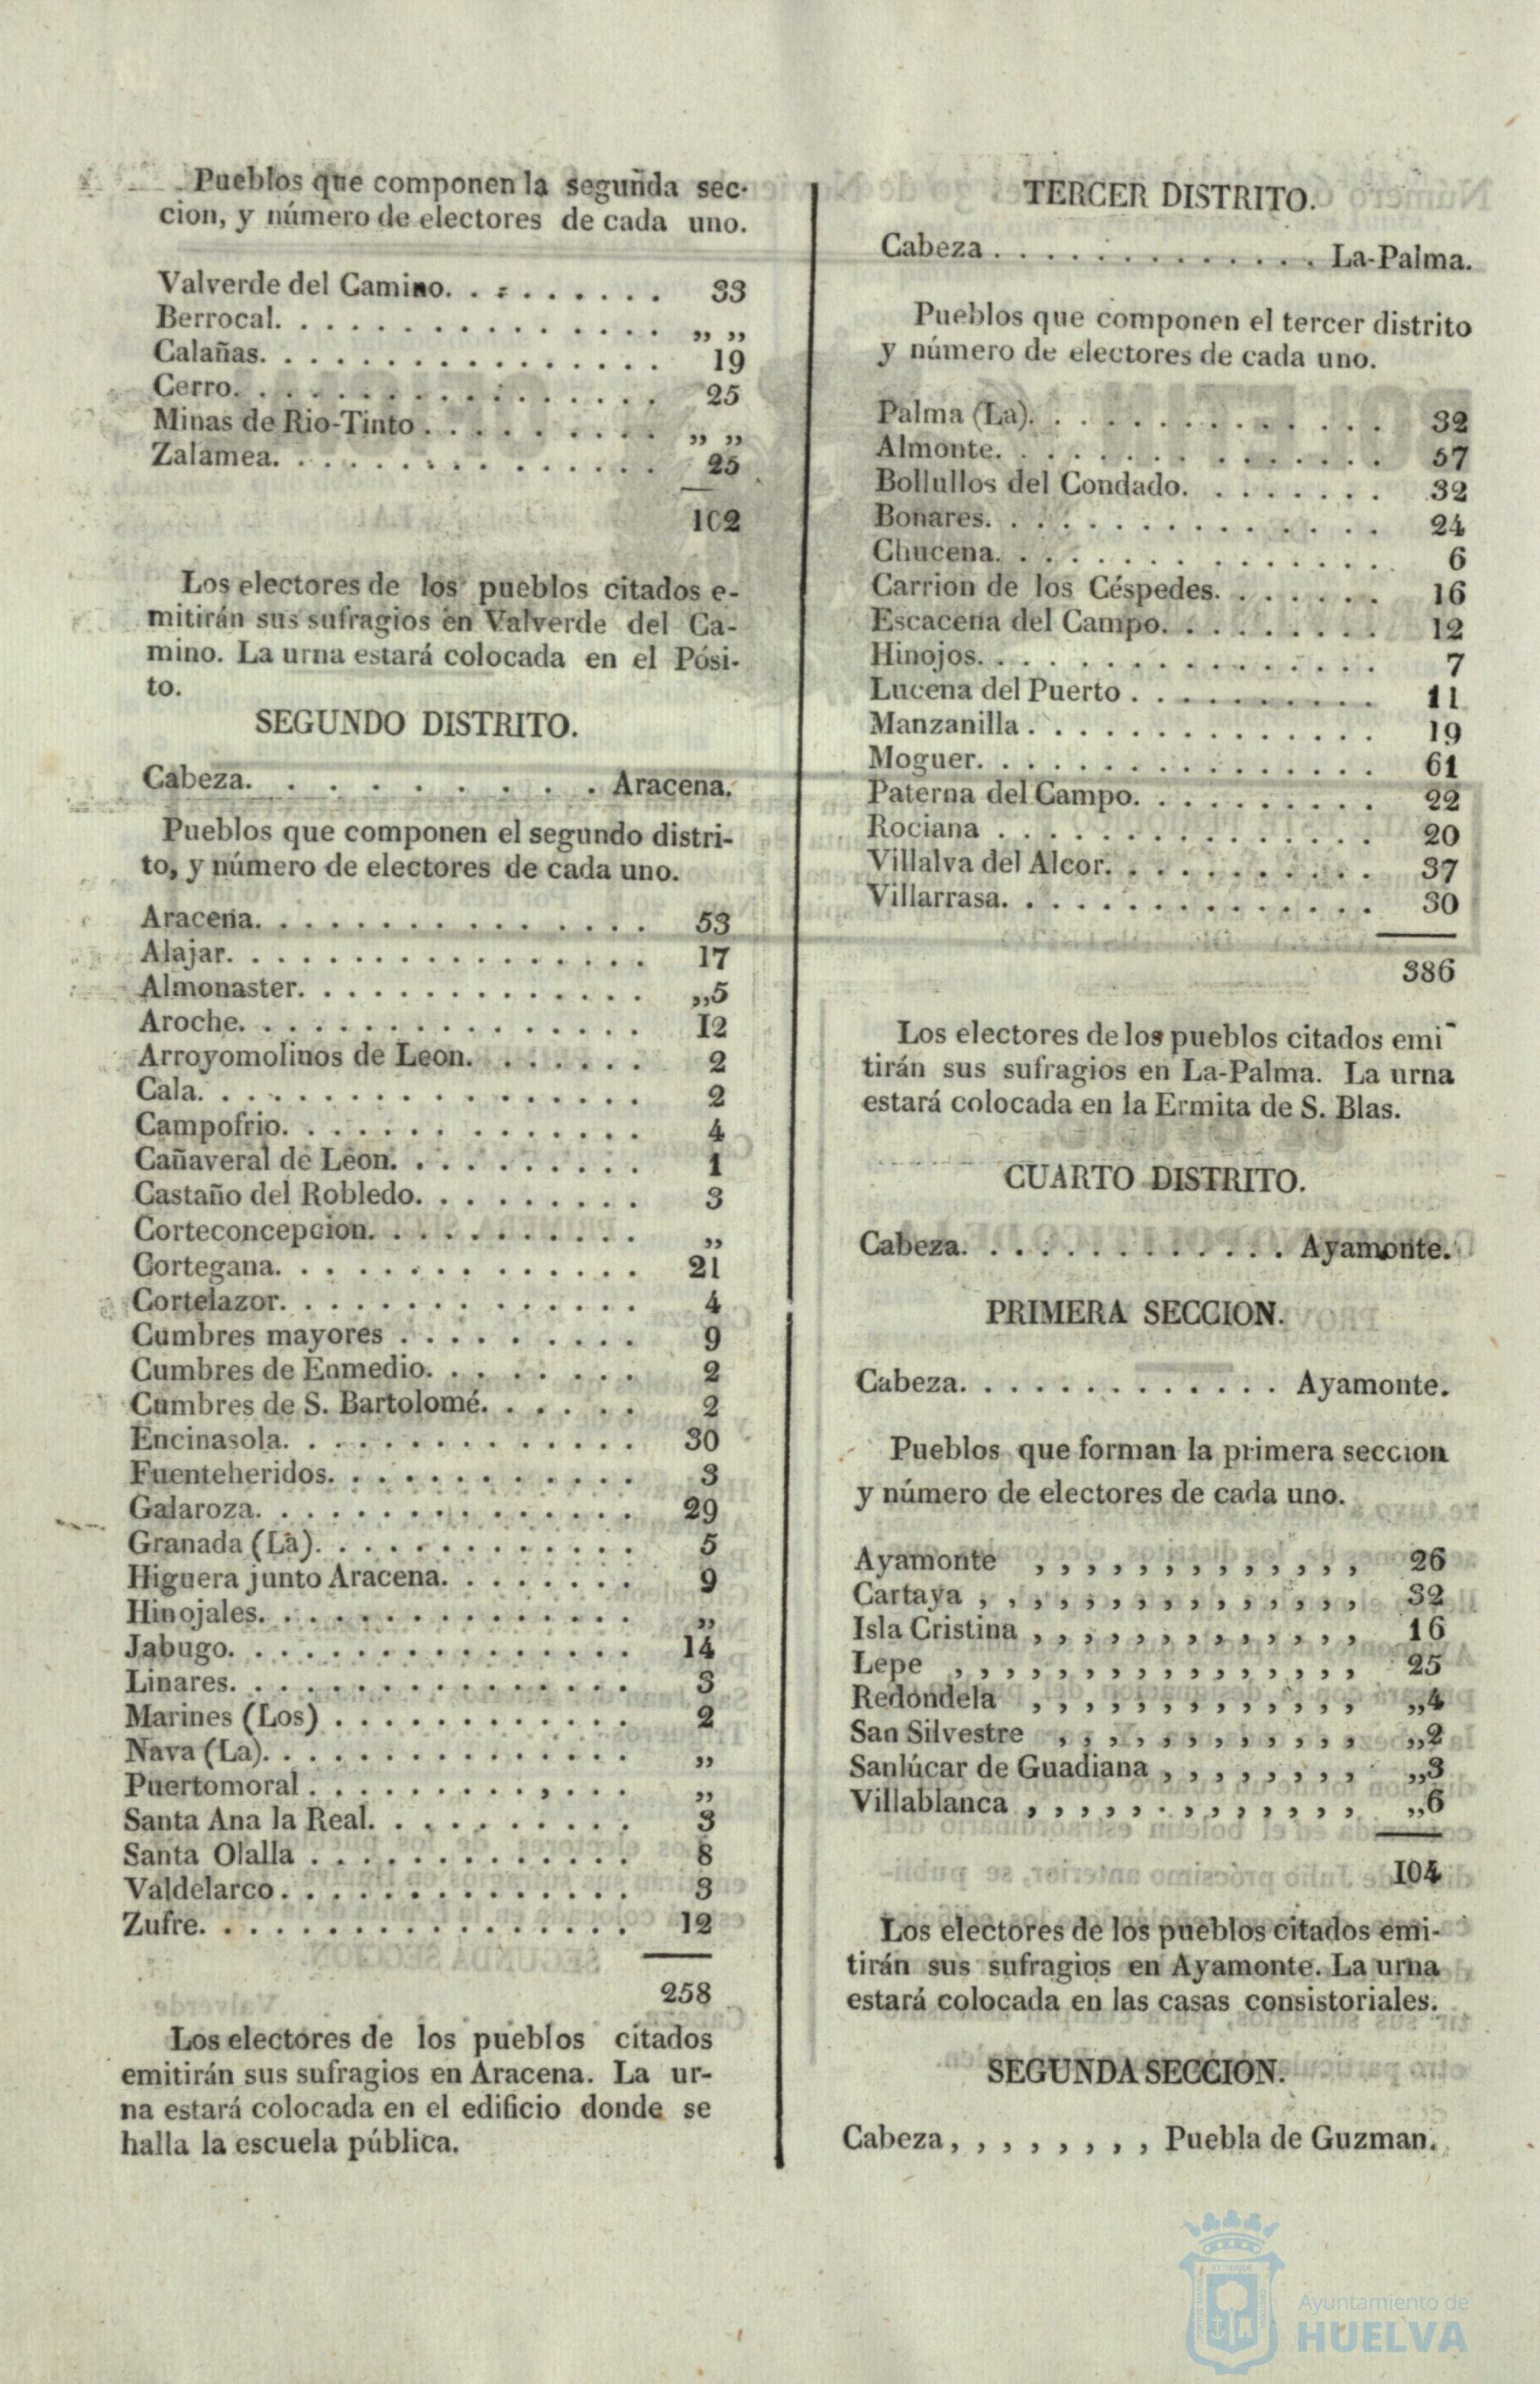 Pueblos que componen la segunda sec-
cion, y número de electores de cada uno.
Valverde del Camino. . . . . . . . . 33
Berrocal. . . . . . . . . . . . . . . . ,, ,,
Calañas. . . . . . . . . . . . . . . . 19
Cerro. . . . . . . . . . . . . . . . . 25
Minas de Rio-Tinto . . . . . . . . . . ,, ,,
Zalamea. . . . . . . . . . . . . . . . 25
102
Los electores de los pueblos citados e-
mitirán sus sufragios en Valverde del Ca-
mino. La urna estará colocada en el Pósi-
to.
SEGUNDO DISTRITO.
Cabeza. . . . . . . . . . Aracena.
Pueblos que componen el segundo distri-
to, y número de electores de cada uno.
Aracena. . . . . . . . . . . . . . . . 53
Alajar. . . . . . . . . . . . . . . . . 17
Almonaster. . . . . . . . . . . . . . ,,5
Aroche. . . . . . . . . . . . . . . . 12
Arroyomolinos de Leon. . . . . . . . 2
Cala. . . . . . . . . . . . . . . . . . 2
Campofrio. . . . . . . . . . . . . . . 4
Cañaveral de Leon. . . . . . . . . . 1
Castaño del Robledo. . . . . . . . . 3
Corteconcepcion. . . . . . . . . . . ,,
Cortegana. . . . . . . . . . . . . . . 21
Cortelazor. . . . . . . . . . . . . . . 4
Cumbres mayores . . . . . . . . . . 9
Cumbres de Enmedio. . . . . . . . . 2
Cumbres de S. Bartolomé. . . . . . . 2
Encinasola. . . . . . . . . . . . . . . 30
Fuenteheridos. . . . . . . . . . . . . 3
Galaroza. . . . . . . . . . . . . . . . 29
Granada (La). . . . . . . . . . . . . 5
Higuera junto Aracena. . . . . . . . 9
Hinojales. . . . . . . . . . . . . . . . ,,
Jabugo. . . . . . . . . . . . . . . . . 14
Linares. . . . . . . . . . . . . . . . . 3
Marines (Los) . . . . . . . . . . . . 2
Nava (La). . . . . . . . . . . . . . . ,,
Puertomoral . . . . . . . . . , . . . ,,
Santa Ana la Real. . . . . . . . . . . 3
Santa Olalla . . . . . . . . . . . . . 8
Valdelarco . . . . . . . . . . . . . . 3
Zufre. . . . . . . . . . . . . . . . . . 12
258
Los electores de los pueblos citados
emitirán sus sufragios en Aracena. La ur-
na estará colocada en el edificio donde se
halla la escuela pública.
TERCER DISTRITO.
Cabeza . . . . . . . . . . . . . La-Palma.
Pueblos que componen el tercer distrito
y número de electores de cada uno.
Palma (La). . . . . . . . . . . . . . . 32
Almonte. . . . . . . . . . . . . . . . 57
Bollullos del Condado. . . . . . . . . 32
Bonares. . . . . . . . . . . . . . . . . 24
Chucena. . . . . . . . . . . . . . . . . 6
Carrion de los Céspedes. . . . . . . . 16
Escacena del Campo. . . . . . . . . . 12
Hinojos. . . . . . . . . . . . . . . . . 7
Lucena del Puerto . . . . . . . . . . 11
Manzanilla . . . . . . . . . . . . . . 19
Moguer. . . . . . . . . . . . . . . . . 61
Paterna del Campo. . . . . . . . . . . 22
Rociana . . . . . . . . . . . . . . . . 20
Villalva del Alcor. . . . . . . . . . . . 37
Villarrasa. . . . . . . . . . . . . . . . 30
386
Los electores de los pueblos citados emi-
tirán sus sufragios en La-Palma. La urna
estará colocada en la Ermita de S. Blas.
CUARTO DISTRITO.
Cabeza. . . . . . . . . . . . . . Ayamonte.
PRIMERA SECCION.
Cabeza. . . . . . . . . . . . . . Ayamonte.
Pueblos que forman la primera seccion
y número de electores de cada uno.
Ayamonte , , , , , , , , , , , , , 26
Cartaya , , , , , , , , , , , , , , , 32
Isla Cristina , , , , , , , , , , , , , 16
Lepe , , , , , , , , , , , , , , , , 25
Redondela , , , , , , , , , , , , , ,,4
San Silvestre , , , , , , , , , , , , ,,2
Sanlúcar de Guadiana , , , , , , , , ,,3
Villablanca , , , , , . , , , , , , , ,,6
104
Los electores de los pueblos citados emi-
tirán sus sufragios en Ayamonte. La urna
estará colocada en las casas consistoriales.
SEGUNDA SECCION.
Cabeza , , , , , , , , Puebla de Guzman.
Ayuntamiento de
HUELVA